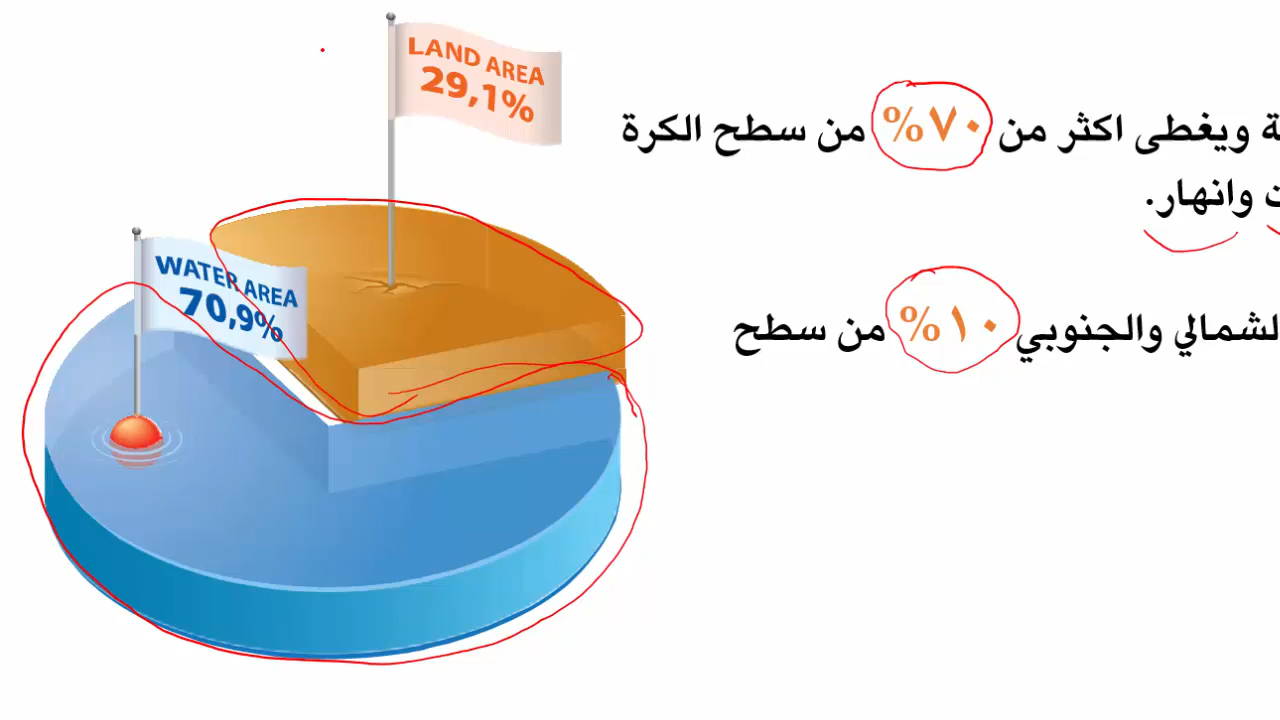 LAND AREA
29,1%
WATER AREA
70,9%
ويغطى اكثر من ٧٠% من سطح الكرة
وانهار.
والجنوبي ١٠% من سطح